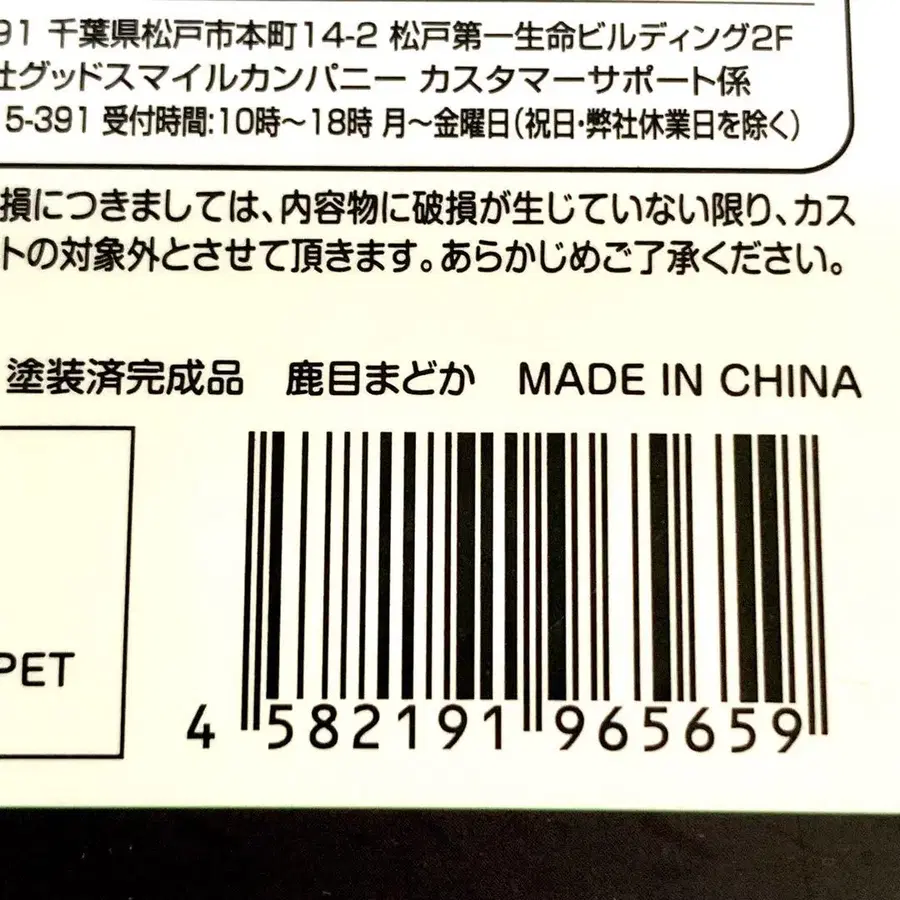 91 千葉県松戸市本町14-2 松戸第一生命ビルディング2F
社グッドスマイルカンパニー カスタマーサポート係
5-391 受付時間:10時～18時 月～金曜日(祝日・弊社休業日を除く)
損につきましては、内容物に破損が生じていない限り、カス
トの対象外とさせて頂きます。あらかじめご了承ください。
塗装済完成品 鹿目まどか MADE IN CHINA
PET
4 582191 965659